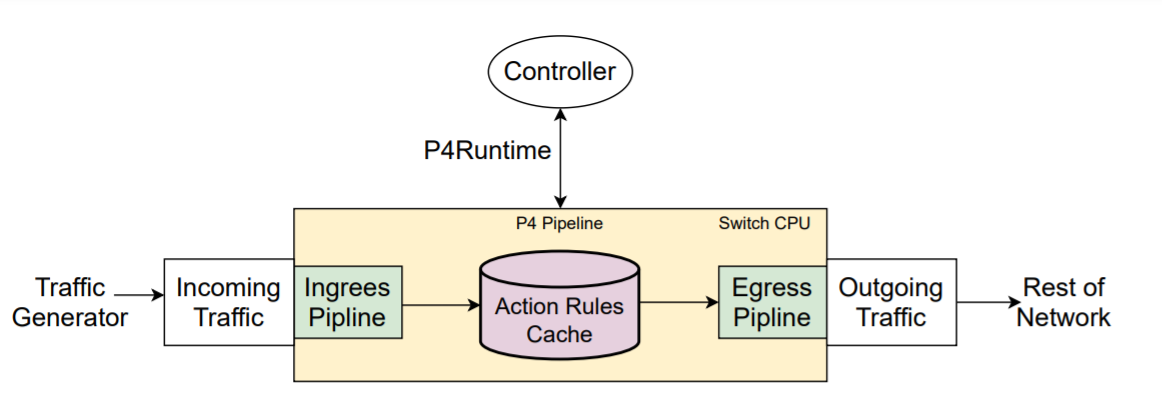 Controller
P4Runtime
P4 Pipeline
Switch CPU
Traffic
Generator
Incoming
Traffic
Ingrees
Pipline
Action Rules
Cache
Egress
Pipline
Outgoing
Traffic
Rest of
Network